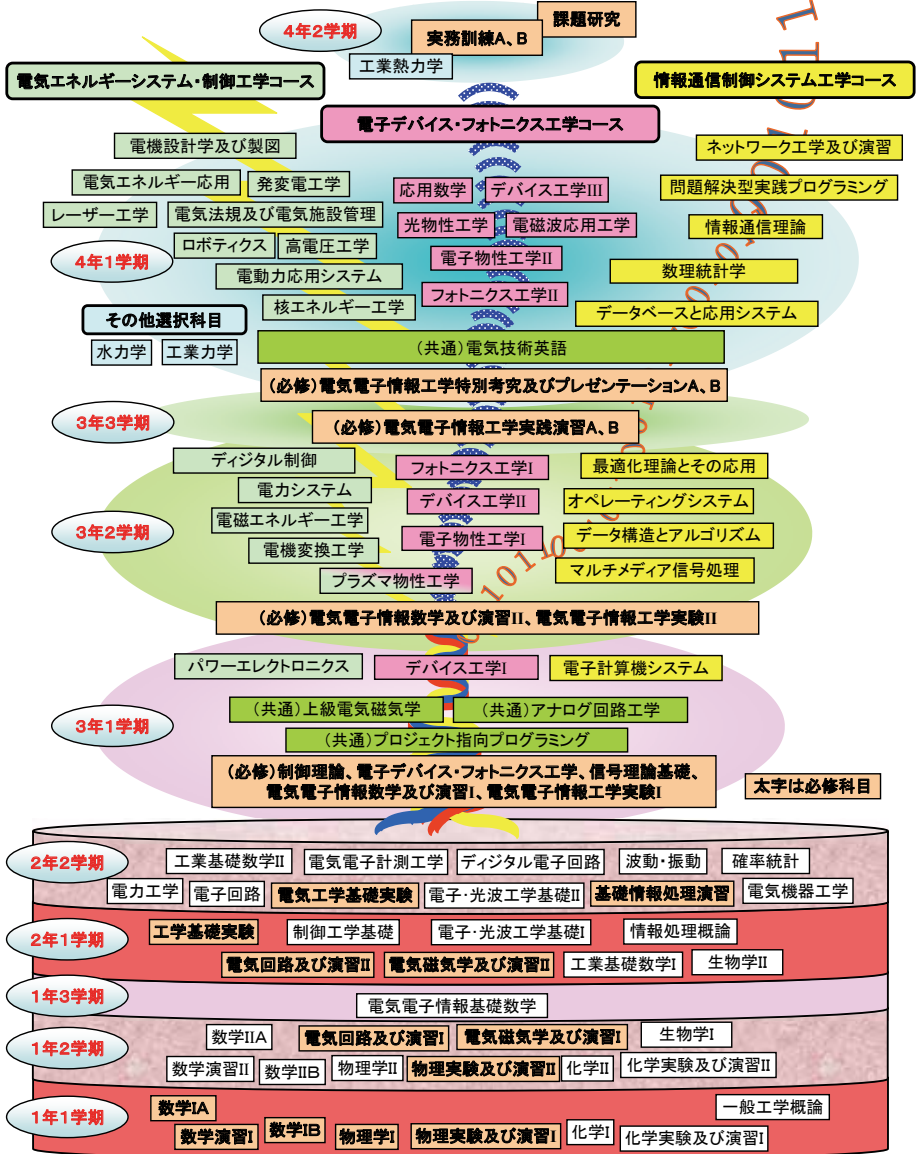 課題研究
4年2学期
実務訓練A、B
工業熱力学
電気エネルギーシステム・制御工学コース
情報通信制御システム工学コース
電子デバイス・フォトニクス工学コース
電機設計学及び製図
ネットワーク工学及び演習
電気エネルギー応用
発変電工学
応用数学
デバイス工学III
問題解決型実践プログラミング
レーザー工学
電気法規及び電気施設管理
光物性工学
電磁波応用工学
情報通信理論
4年1学期
ロボティクス
高電圧工学
電子物性工学II
電動力応用システム
数理統計学
核エネルギー工学
フォトニクス工学II
データベースと応用システム
その他選択科目
水力学
工業力学
(共通)電気技術英語
(必修)電気電子情報工学特別考究及びプレゼンテーションA、B
3年3学期
(必修)電気電子情報工学実践演習A、B
ディジタル制御
フォトニクス工学I
最適化理論とその応用
電力システム
デバイス工学II
オペレーティングシステム
3年2学期
電磁エネルギー工学
電子物性工学I
データ構造とアルゴリズム
電機変換工学
マルチメディア信号処理
プラズマ物性工学
(必修)電気電子情報数学及び演習II、電気電子情報工学実験II
パワーエレクトロニクス
デバイス工学I
電子計算機システム
3年1学期
(共通)上級電気磁気学
(共通)アナログ回路工学
(共通)プロジェクト指向プログラミング
(必修)制御理論、電子デバイス・フォトニクス工学、信号理論基礎、
電気電子情報数学及び演習I、電気電子情報工学実験I
太字は必修科目
2年2学期
工業基礎数学II
電気電子計測工学
ディジタル電子回路
波動・振動
確率統計
電力工学
電子回路
電気工学基礎実験
電子・光波工学基礎II
基礎情報処理演習
電気機器工学
2年1学期
工学基礎実験
制御工学基礎
電子・光波工学基礎I
情報処理概論
電気回路及び演習II
電気磁気学及び演習II
工業基礎数学I
生物学II
1年3学期
電気電子情報基礎数学
1年2学期
数学IIA
電気回路及び演習I
電気磁気学及び演習I
生物学I
数学演習II
数学IIB
物理学II
物理実験及び演習II
化学II
化学実験及び演習II
1年1学期
数学IA
一般工学概論
数学演習I
数学IB
物理学I
物理実験及び演習I
化学I
化学実験及び演習I